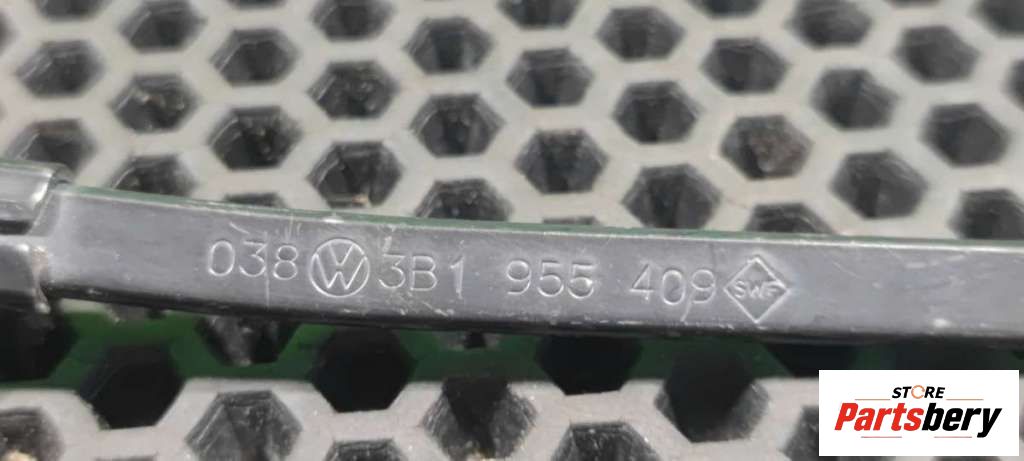 038 VW 3B1 955 409 SWF
STORE
Partsbery